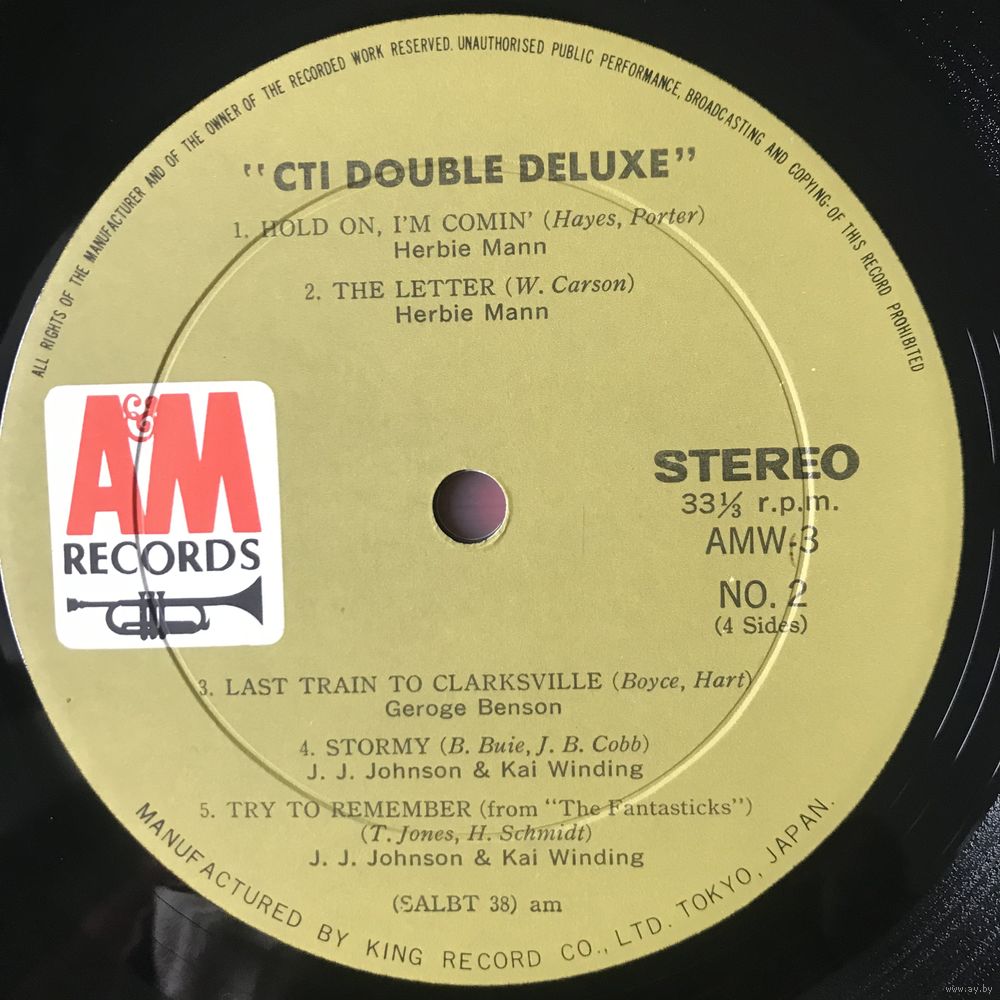 ALL RIGHTS OF THE MANUFACTURER AND OF THE OWNER OF THE RECORDED WORK RESERVED. UNAUTHORISED PUBLIC PERFORMANCE, BROADCASTING AND COPYING. OF THIS RECORD PROHIBITED
"CTI DOUBLE DELUXE"
1. HOLD ON, I'M COMIN' (Hayes, Porter)
Herbie Mann
2. THE LETTER (W. Carson)
Herbie Mann
A&M
RECORDS
STEREO
33⅓ r.p.m.
AMW-3
NO. 2
(4 Sides)
3. LAST TRAIN TO CLARKSVILLE (Boyce, Hart)
Geroge Benson
4. STORMY (B. Buie, J. B. Cobb)
J. J. Johnson & Kai Winding
5. TRY TO REMEMBER (from "The Fantasticks")
(T. Jones, H. Schmidt)
J. J. Johnson & Kai Winding
(SALBT 38) am
MANUFACTURED BY KING RECORD CO., LTD. TOKYO, JAPAN.
www.ay.by